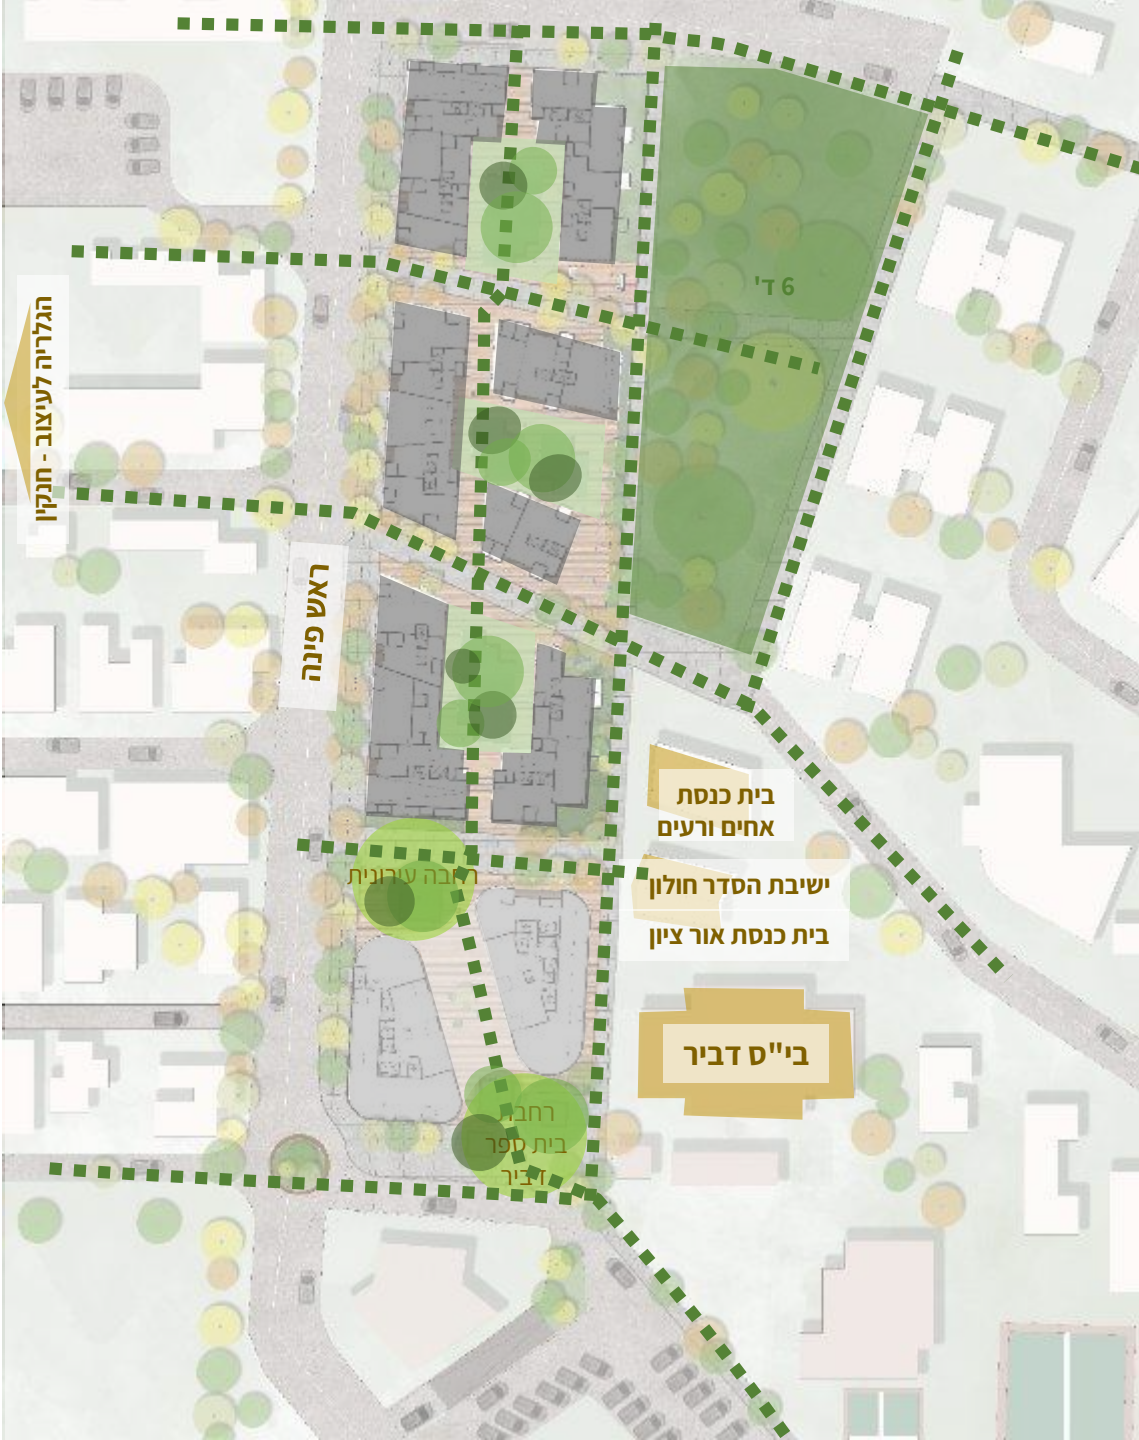 6 ד'
הגלריה לעיצוב - חנקין
ראש פינה
בית כנסת
אחים ורעים
רחבה עירונית
ישיבת הסדר חולון
בית כנסת אור ציון
בי"ס דביר
רחבת
בית ספר
דביר